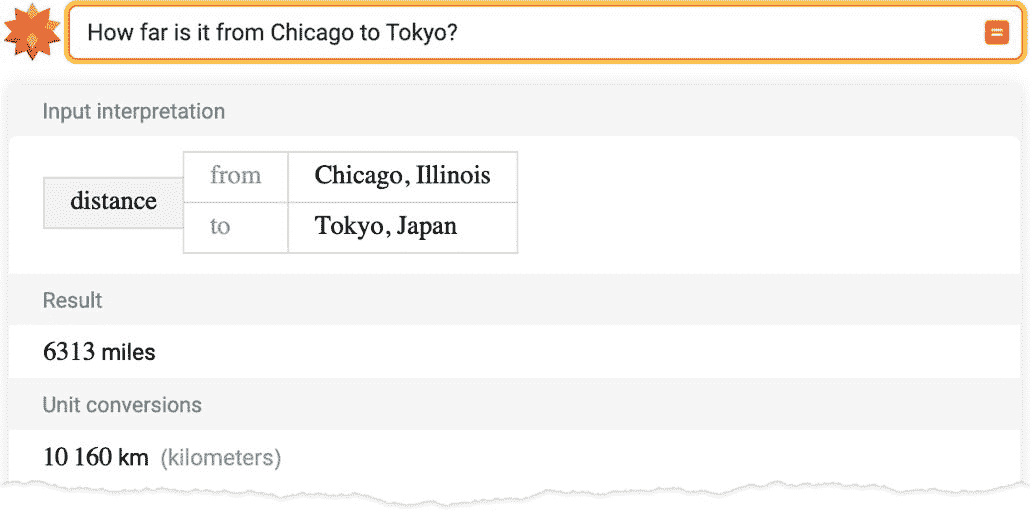 How far is it from Chicago to Tokyo?
Input interpretation
distance
from Chicago, Illinois
to Tokyo, Japan
Result
6313 miles
Unit conversions
10 160 km (kilometers)